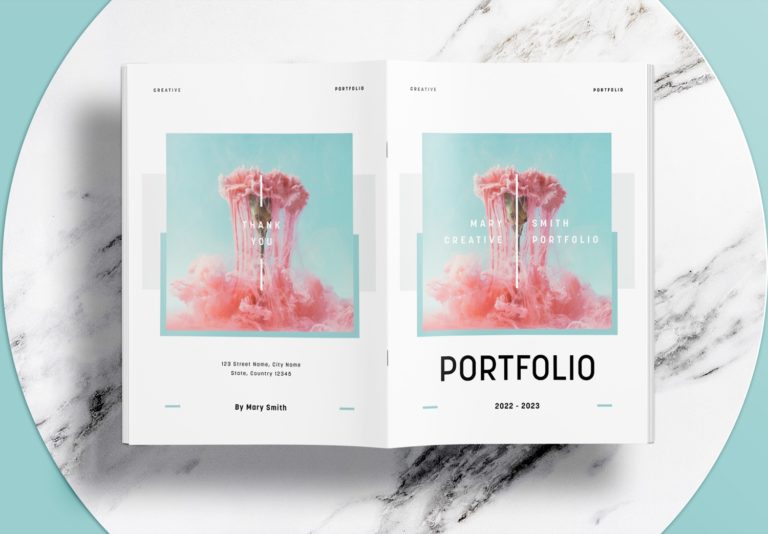 CREATIVE PORTFOLIO
THANK
YOU
123 Street Name, City Name
State, Country 12345
By Mary Smith
CREATIVE PORTFOLIO
MARY SMITH
CREATIVE PORTFOLIO
PORTFOLIO
2022 - 2023